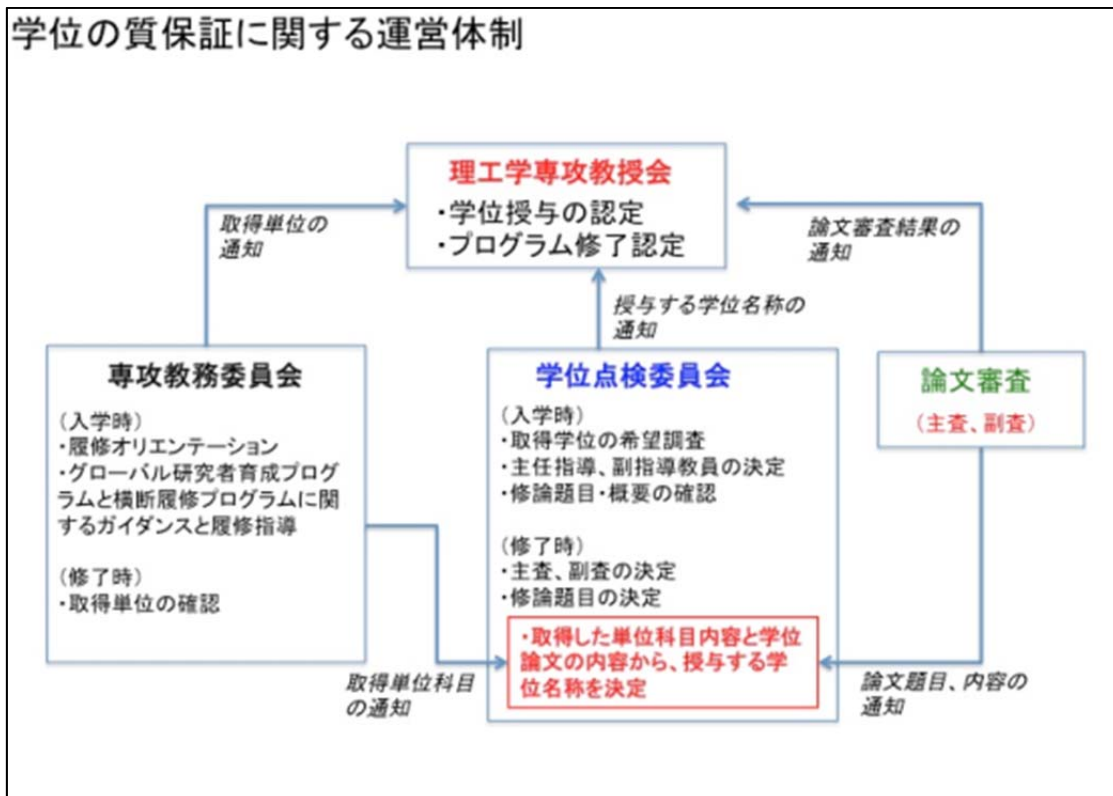 学位の質保証に関する運営体制
理工学専攻教授会
・学位授与の認定
・プログラム修了認定
取得単位の
通知
論文審査結果の
通知
授与する学位名称の
通知
専攻教務委員会
(入学時)
・履修オリエンテーション
・グローバル研究者育成プログ
ラムと横断履修プログラムに関
するガイダンスと履修指導
(修了時)
・取得単位の確認
学位点検委員会
(入学時)
・取得学位の希望調査
・主任指導、副指導教員の決定
・修論題目・概要の確認
(修了時)
・主査、副査の決定
・修論題目の決定
・取得した単位科目内容と学位
論文の内容から、授与する学
位名称を決定
論文審査
(主査、副査)
取得単位科目
の通知
論文題目、内容の
通知